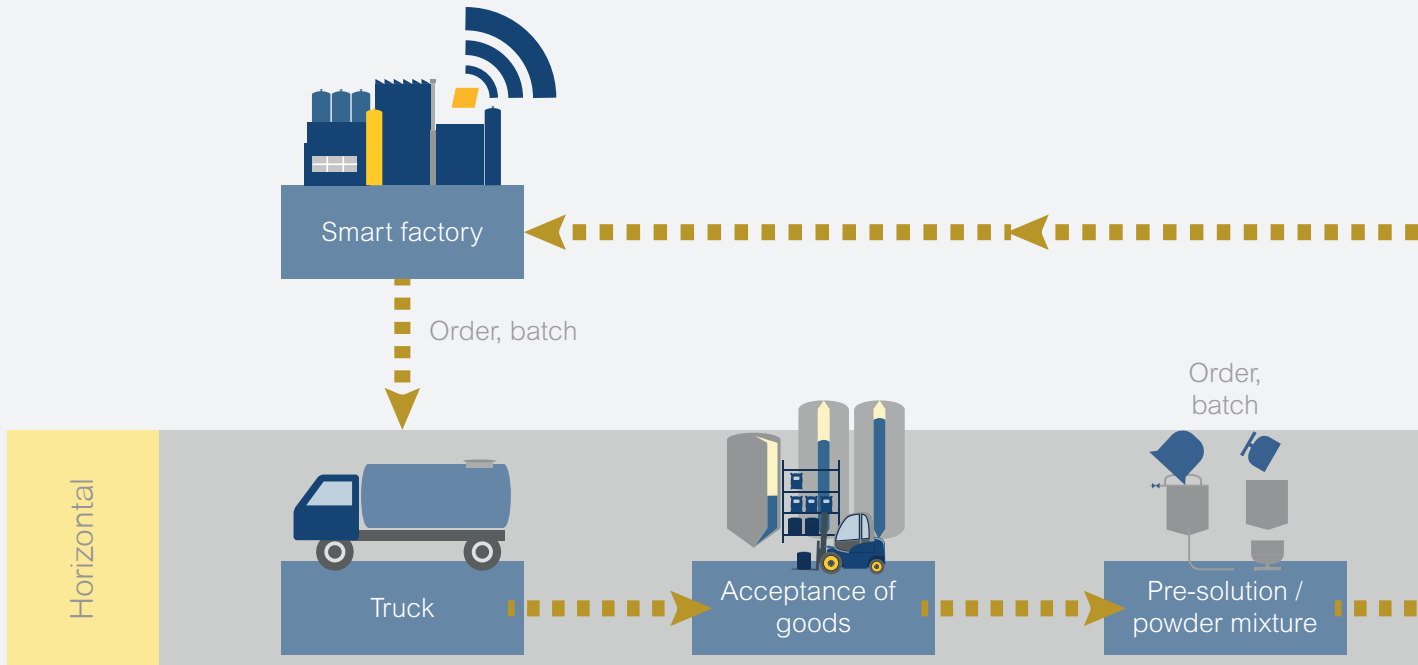 Smart factory
Order, batch
Order,
batch
Horizontal
Truck
Acceptance of
goods
Pre-solution /
powder mixture